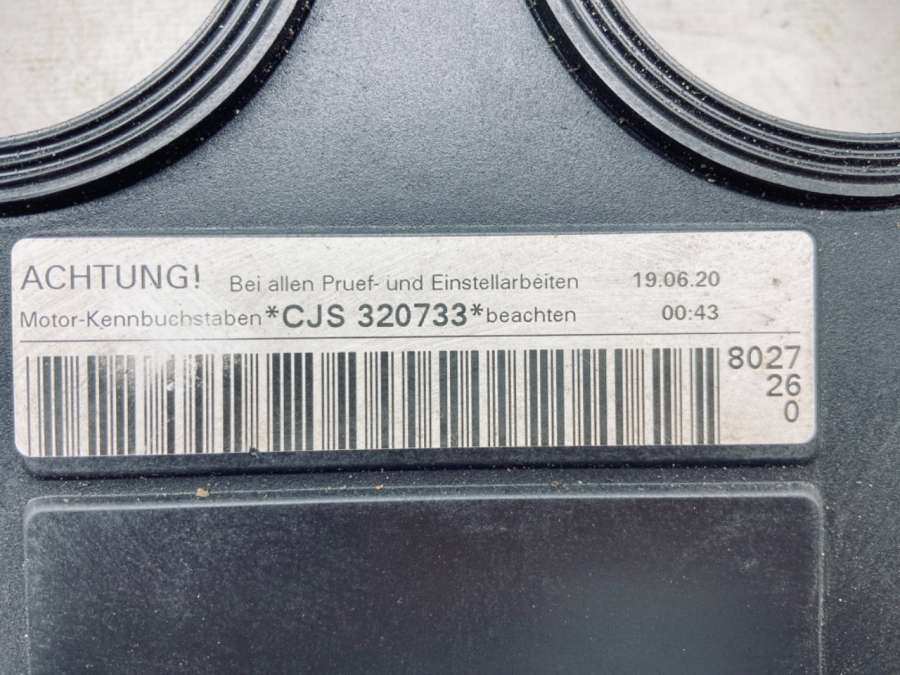 ACHTUNG! Bei allen Pruef- und Einstellarbeiten 19.06.20
Motor-Kennbuchstaben *CJS 320733* beachten 00:43
8027
26
0